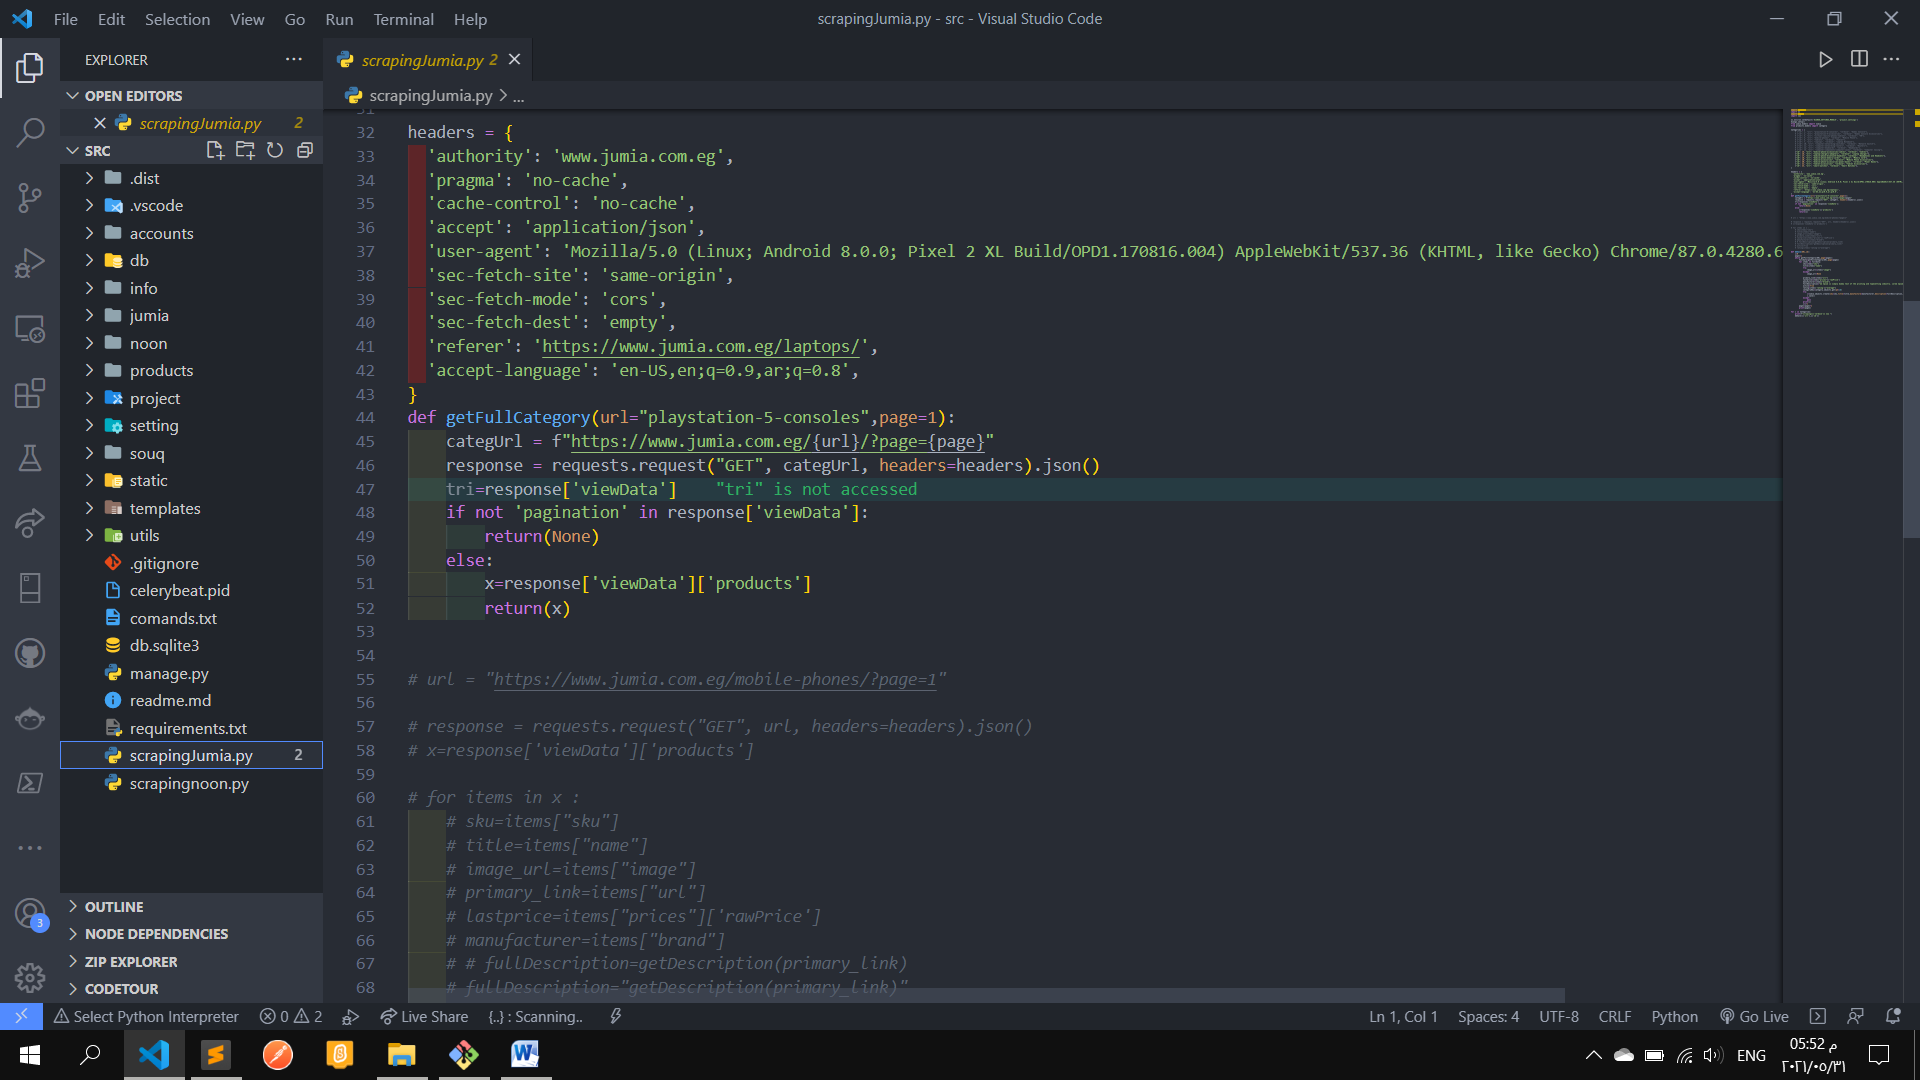 File Edit Selection View Go Run Terminal Help
scrapingJumia.py - src - Visual Studio Code
EXPLORER
OPEN EDITORS
scrapingJumia.py 2
SRC
.dist
.vscode
accounts
db
info
jumia
noon
products
project
setting
souq
static
templates
utils
.gitignore
celerybeat.pid
comands.txt
db.sqlite3
manage.py
readme.md
requirements.txt
scrapingJumia.py 2
scrapingnoon.py
OUTLINE
NODE DEPENDENCIES
ZIP EXPLORER
CODETOUR
3
scrapingJumia.py 2
scrapingJumia.py > ...
32 headers = {
33 'authority': 'www.jumia.com.eg',
34 'pragma': 'no-cache',
35 'cache-control': 'no-cache',
36 'accept': 'application/json',
37 'user-agent': 'Mozilla/5.0 (Linux; Android 8.0.0; Pixel 2 XL Build/OPD1.170816.004) AppleWebKit/537.36 (KHTML, like Gecko) Chrome/87.0.4280.6
38 'sec-fetch-site': 'same-origin',
39 'sec-fetch-mode': 'cors',
40 'sec-fetch-dest': 'empty',
41 'referer': 'https://www.jumia.com.eg/laptops/',
42 'accept-language': 'en-US,en;q=0.9,ar;q=0.8',
43 }
44 def getFullCategory(url="playstation-5-consoles",page=1):
45 categUrl = f"https://www.jumia.com.eg/{url}/?page={page}"
46 response = requests.request("GET", categUrl, headers=headers).json()
47 tri=response['viewData'] "tri" is not accessed
48 if not 'pagination' in response['viewData']:
49 return(None)
50 else:
51 x=response['viewData']['products']
52 return(x)
53
54
55 # url = "https://www.jumia.com.eg/mobile-phones/?page=1"
56
57 # response = requests.request("GET", url, headers=headers).json()
58 # x=response['viewData']['products']
59
60 # for items in x :
61 # sku=items["sku"]
62 # title=items["name"]
63 # image_url=items["image"]
64 # primary_link=items["url"]
65 # lastprice=items["prices"]['rawPrice']
66 # manufacturer=items["brand"]
67 # # fullDescription=getDescription(primary_link)
68 # fullDescription="getDescription(primary_link)"
Select Python Interpreter 0 2 Live Share {..} : Scanning.. Ln 1, Col 1 Spaces: 4 UTF-8 CRLF Python Go Live
ENG
05:52 م
٢٠٢١/٠٥/٣١